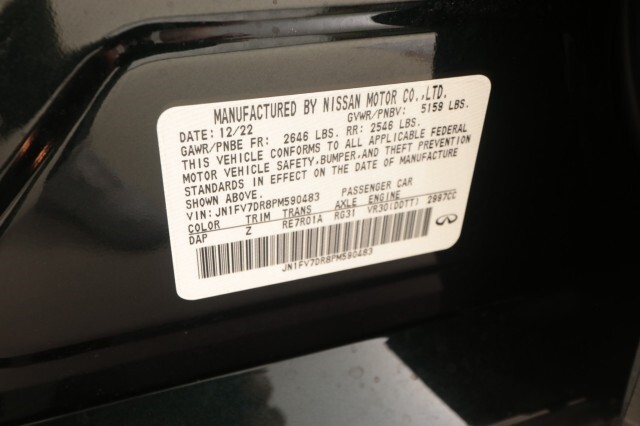 MANUFACTURED BY NISSAN MOTOR CO.,LTD.
DATE: 12/22 GVWR/PNBV: 5159 LBS.
GAWR/PNBE FR: 2646 LBS. RR: 2546 LBS.
THIS VEHICLE CONFORMS TO ALL APPLICABLE FEDERAL
MOTOR VEHICLE SAFETY, BUMPER, AND THEFT PREVENTION
STANDARDS IN EFFECT ON THE DATE OF MANUFACTURE
SHOWN ABOVE.
VIN: JN1FV7DR8PM590483 PASSENGER CAR
COLOR TRIM TRANS AXLE ENGINE
DAP Z RE7R01A RG31 VR30(DDTT) 2997CC
JN1FV7DR8PM590483